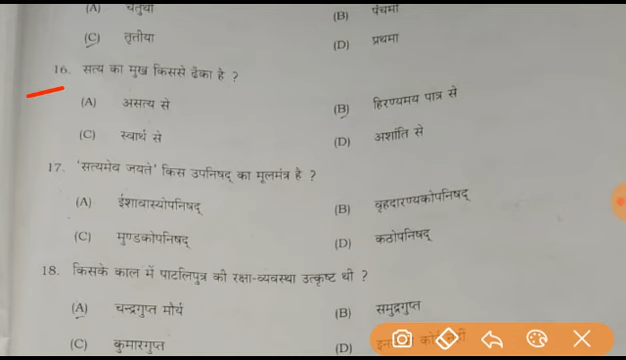 (A) चतुर्थी (B) पंचमी
(C) तृतीया (D) प्रथमा
16. सत्य का मुख किससे ढँका है ?
(A) असत्य से (B) हिरण्यमय पात्र से
(C) स्वार्थ से (D) अशांति से
17. 'सत्यमेव जयते' किस उपनिषद् का मूलमंत्र है ?
(A) ईशावास्योपनिषद् (B) वृहदारण्यकोपनिषद्
(C) मुण्डकोपनिषद् (D) कठोपनिषद्
18. किसके काल में पाटलिपुत्र की रक्षा-व्यवस्था उत्कृष्ट थी ?
(A) चन्द्रगुप्त मौर्य (B) समुद्रगुप्त
(C) कुमारगुप्त (D)